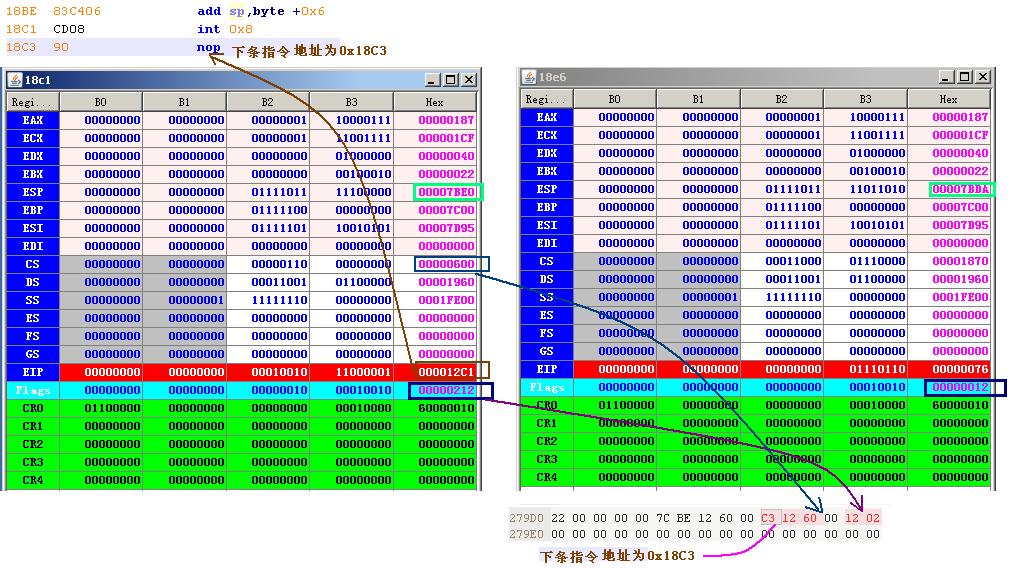 18BE 83C406 add sp,byte +0x6
18C1 CD08 int 0x8
18C3 90 nop 下条指令地址为0x18C3
18c1
Regi... B0 B1 B2 B3 Hex
EAX 00000000 00000000 00000001 10000111 00000187
ECX 00000000 00000000 00000001 11001111 000001CF
EDX 00000000 00000000 00000000 01000000 00000040
EBX 00000000 00000000 00000000 00100010 00000022
ESP 00000000 00000000 01111011 11100000 00007BE0
EBP 00000000 00000000 01111100 00000000 00007C00
ESI 00000000 00000000 01111101 10010101 00007D95
EDI 00000000 00000000 00000000 00000000 00000000
CS 00000000 00000000 00000110 00000000 00000600
DS 00000000 00000000 00011001 01100000 00001960
SS 00000000 00000001 11111110 00000000 0001FE00
ES 00000000 00000000 00000000 00000000 00000000
FS 00000000 00000000 00000000 00000000 00000000
GS 00000000 00000000 00000000 00000000 00000000
EIP 00000000 00000000 00010010 11000001 000012C1
Flags 00000000 00000000 00000010 00010010 00000212
CR0 01100000 00000000 00000000 00010000 60000010
CR1 00000000 00000000 00000000 00000000 00000000
CR2 00000000 00000000 00000000 00000000 00000000
CR3 00000000 00000000 00000000 00000000 00000000
CR4 00000000 00000000 00000000 00000000 00000000
18e6
Regi... B0 B1 B2 B3 Hex
EAX 00000000 00000000 00000001 10000111 00000187
ECX 00000000 00000000 00000001 11001111 000001CF
EDX 00000000 00000000 00000000 01000000 00000040
EBX 00000000 00000000 00000000 00100010 00000022
ESP 00000000 00000000 01111011 11011010 00007BDA
EBP 00000000 00000000 01111100 00000000 00007C00
ESI 00000000 00000000 01111101 10010101 00007D95
EDI 00000000 00000000 00000000 00000000 00000000
CS 00000000 00000000 00011000 01110000 00001870
DS 00000000 00000000 00011001 01100000 00001960
SS 00000000 00000001 11111110 00000000 0001FE00
ES 00000000 00000000 00000000 00000000 00000000
FS 00000000 00000000 00000000 00000000 00000000
GS 00000000 00000000 00000000 00000000 00000000
EIP 00000000 00000000 00000000 01110110 00000076
Flags 00000000 00000000 00000000 00010010 00000012
CR0 01100000 00000000 00000000 00010000 60000010
CR1 00000000 00000000 00000000 00000000 00000000
CR2 00000000 00000000 00000000 00000000 00000000
CR3 00000000 00000000 00000000 00000000 00000000
CR4 00000000 00000000 00000000 00000000 00000000
279D0 22 00 00 00 00 7C BE 12 60 00 C3 12 60 00 12 02
279E0 00 00 00 00 00 00 00 00 00 00 00 00 00 00 00 00
下条指令地址为0x18C3